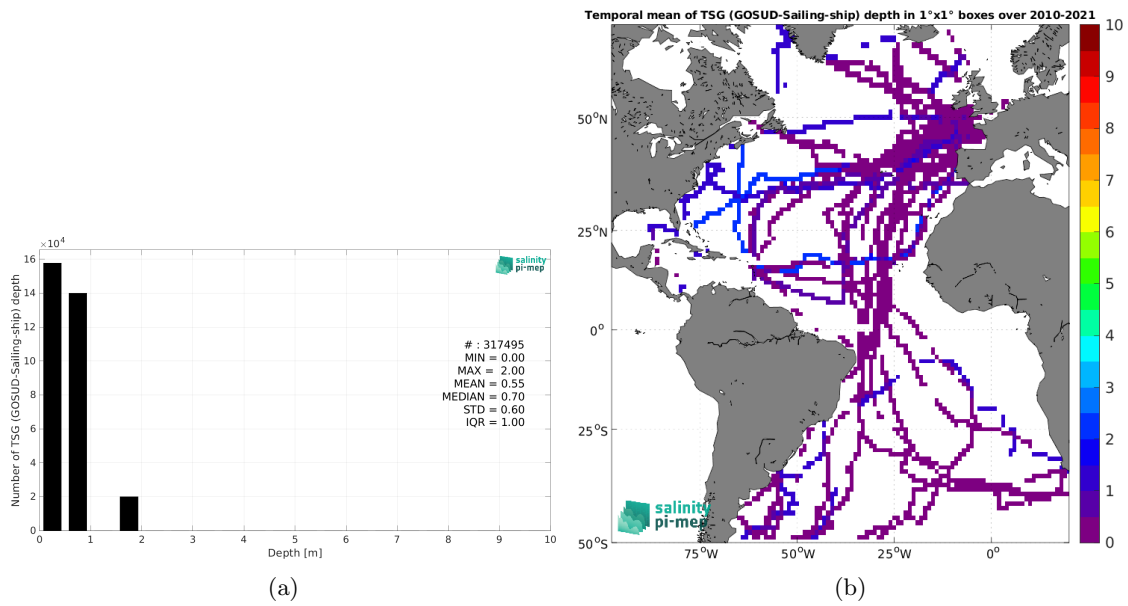 ×10⁴
16
14
12
10
8
6
4
2
0
Number of TSG (GOSUD-Sailing-ship) depth
salinity
pi-mep
# : 317495
MIN = 0.00
MAX = 2.00
MEAN = 0.55
MEDIAN = 0.70
STD = 0.60
IQR = 1.00
0 1 2 3 4 5 6 7 8 9 10
Depth [m]
(a)
Temporal mean of TSG (GOSUD-Sailing-ship) depth in 1°x1° boxes over 2010-2021
50°N
25°N
0°
25°S
50°S
salinity
pi-mep
75°W 50°W 25°W 0°
10
9
8
7
6
5
4
3
2
1
0
(b)